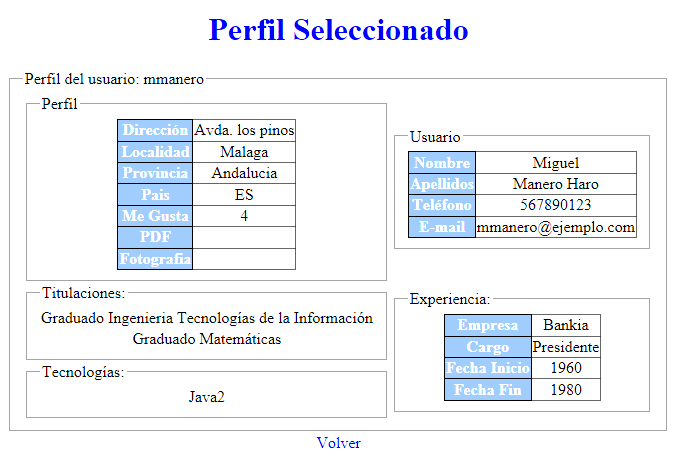 Perfil Seleccionado
Perfil del usuario: mmanero
Perfil
Dirección Avda. los pinos
Localidad Malaga
Provincia Andalucia
Pais ES
Me Gusta 4
PDF
Fotografia
Usuario
Nombre Miguel
Apellidos Manero Haro
Teléfono 567890123
E-mail mmanero@ejemplo.com
Titulaciones:
Graduado Ingenieria Tecnologías de la Información
Graduado Matemáticas
Experiencia:
Empresa Bankia
Cargo Presidente
Fecha Inicio 1960
Fecha Fin 1980
Tecnologías:
Java2
Volver